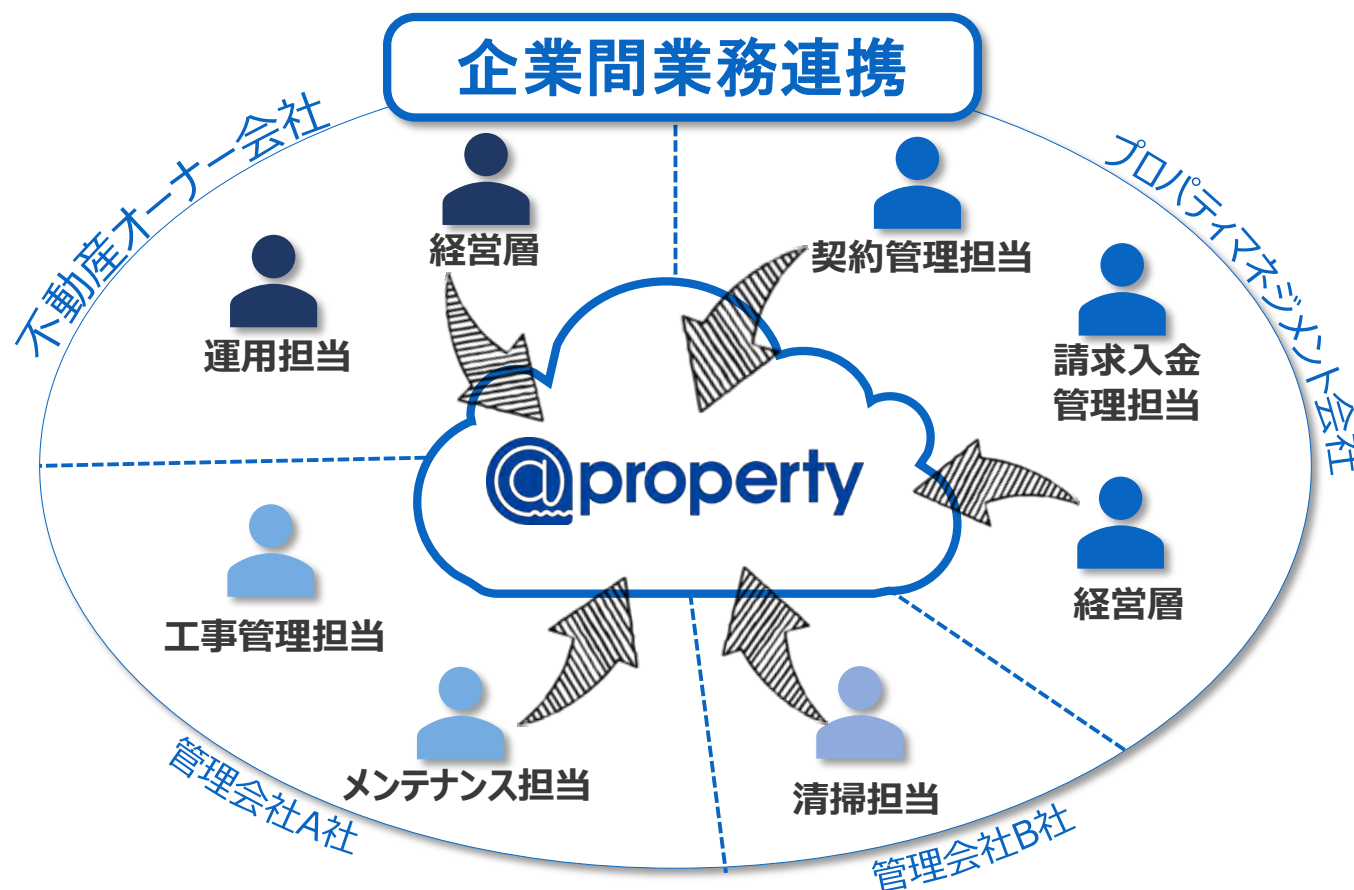 企業間業務連携
不動産オーナー会社
経営層
運用担当
プロパティマネジメント会社
契約管理担当
請求入金
管理担当
経営層
@property
工事管理担当
メンテナンス担当
管理会社A社
清掃担当
管理会社B社